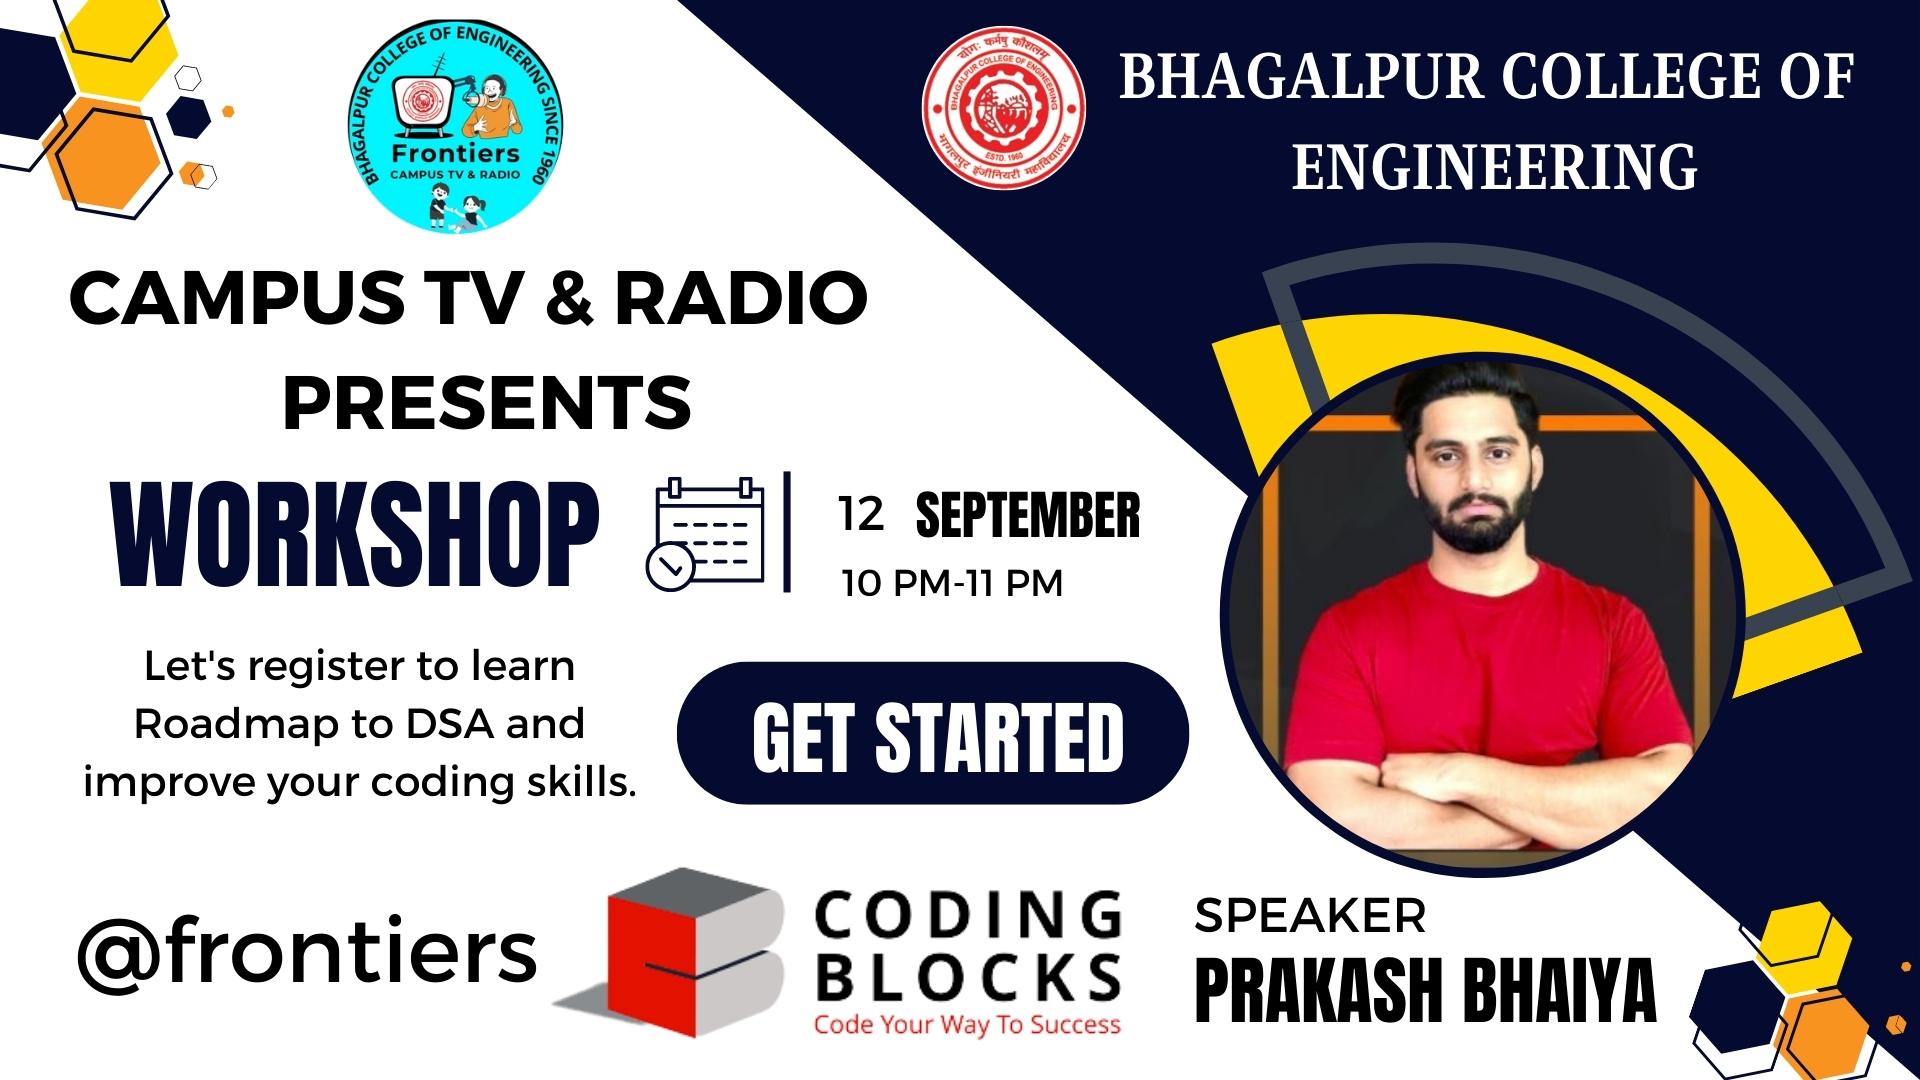 BHAGALPUR COLLEGE OF ENGINEERING SINCE 1960
Frontiers
CAMPUS TV & RADIO
योगः कर्मषु कौशलम्
BHAGALPUR COLLEGE OF ENGINEERING
ESTD. 1960
भागलपुर इंजीनियरी महाविद्यालय
BHAGALPUR COLLEGE OF
ENGINEERING
CAMPUS TV & RADIO
PRESENTS
WORKSHOP
12 SEPTEMBER
10 PM-11 PM
Let's register to learn
Roadmap to DSA and
improve your coding skills.
GET STARTED
@frontiers
CODING
BLOCKS
Code Your Way To Success
SPEAKER
PRAKASH BHAIYA